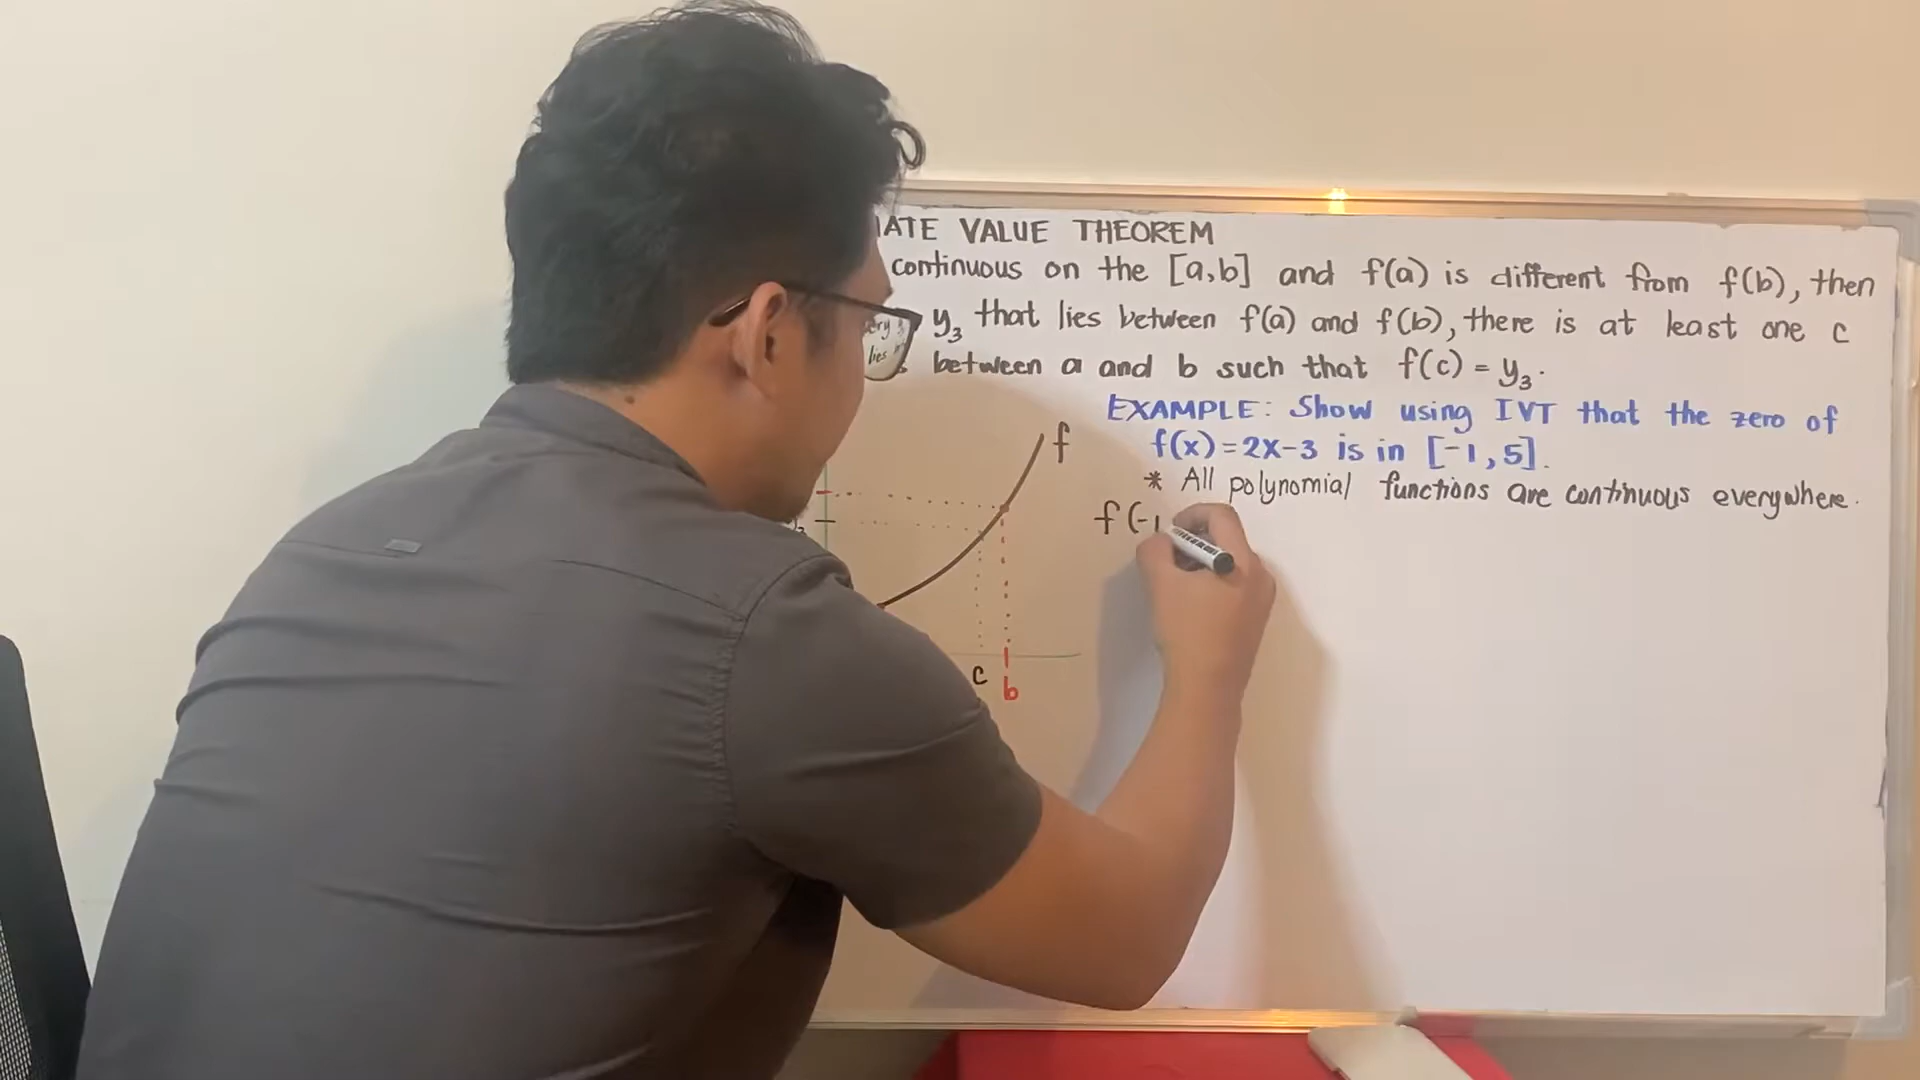 VALUE THEOREM
continuous on the [a,b] and f(a) is different from f(b), then
y₃ that lies between f(a) and f(b), there is at least one c
between a and b such that f(c) = y₃.
EXAMPLE: Show using IVT that the zero of
f(x)=2x-3 is in [-1,5].
* All polynomial functions are continuous everywhere.
f(-1
f
c
b